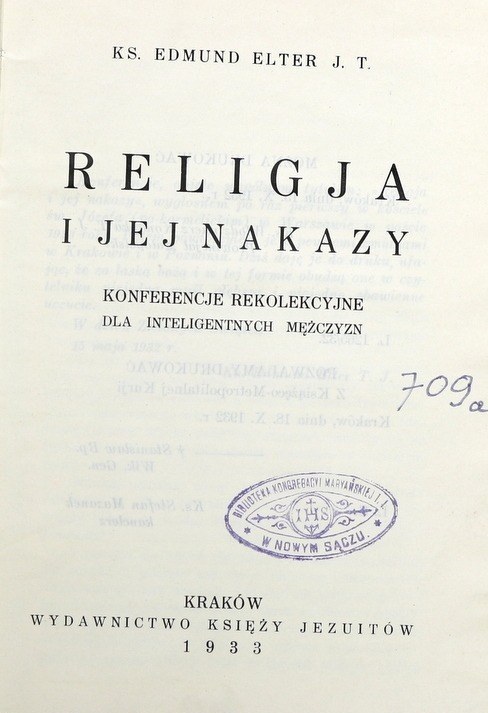 KS. EDMUND ELTER J. T.
RELIGJA
I JEJ NAKAZY
KONFERENCJE REKOLEKCYJNE
DLA INTELIGENTNYCH MĘŻCZYZN
709a
BIBLJOTEKA KONGREGACYI MARYAŃSKIEJ
IHS
* W NOWYM SĄCZU. *
KRAKÓW
WYDAWNICTWO KSIĘŻY JEZUITÓW
1933